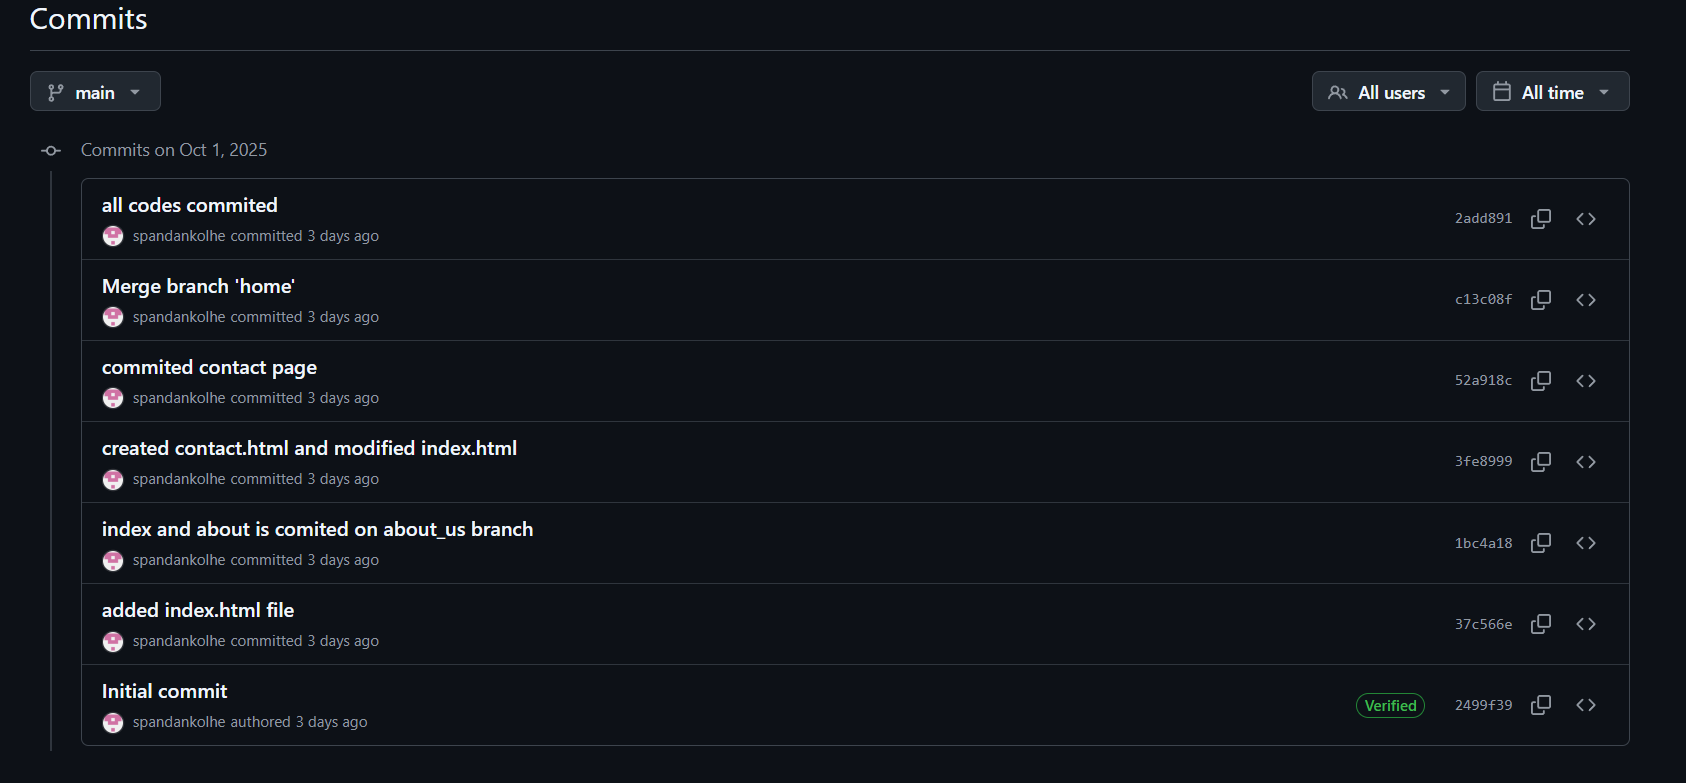 Commits
main
All users
All time
Commits on Oct 1, 2025
all codes commited
spandankolhe committed 3 days ago
2add891
Merge branch 'home'
spandankolhe committed 3 days ago
c13c08f
commited contact page
spandankolhe committed 3 days ago
52a918c
created contact.html and modified index.html
spandankolhe committed 3 days ago
3fe8999
index and about is comited on about_us branch
spandankolhe committed 3 days ago
1bc4a18
added index.html file
spandankolhe committed 3 days ago
37c566e
Initial commit
spandankolhe authored 3 days ago
Verified
2499f39